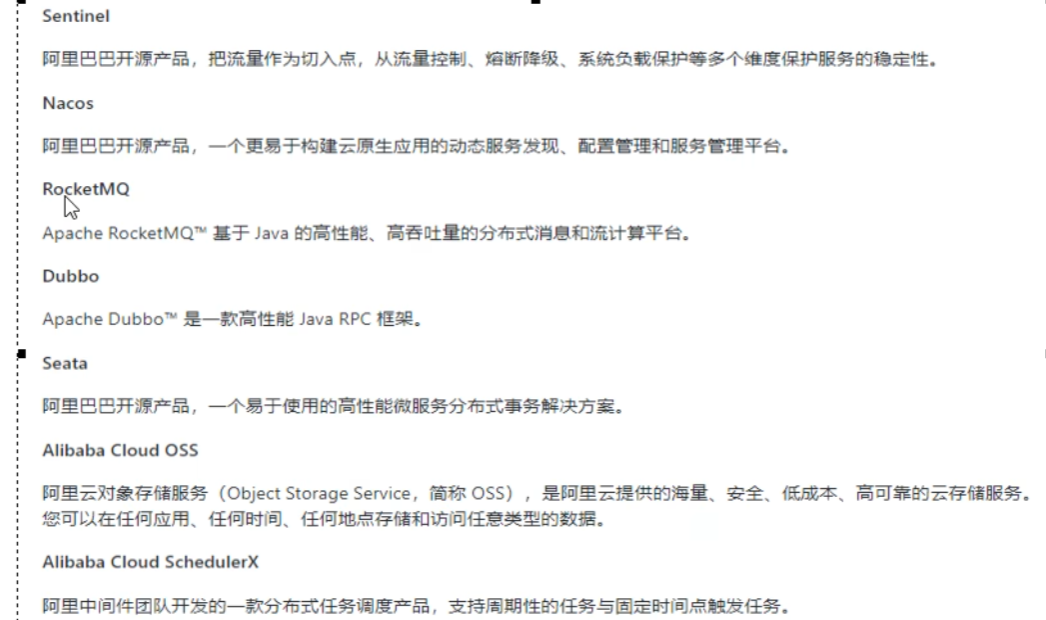 Sentinel
阿里巴巴开源产品，把流量作为切入点，从流量控制、熔断降级、系统负载保护等多个维度保护服务的稳定性。
Nacos
阿里巴巴开源产品，一个更易于构建云原生应用的动态服务发现、配置管理和服务管理平台。
RocketMQ
Apache RocketMQ™ 基于 Java 的高性能、高吞吐量的分布式消息和流计算平台。
Dubbo
Apache Dubbo™ 是一款高性能 Java RPC 框架。
Seata
阿里巴巴开源产品，一个易于使用的高性能微服务分布式事务解决方案。
Alibaba Cloud OSS
阿里云对象存储服务（Object Storage Service，简称 OSS），是阿里云提供的海量、安全、低成本、高可靠的云存储服务。
您可以在任何应用、任何时间、任何地点存储和访问任意类型的数据。
Alibaba Cloud SchedulerX
阿里中间件团队开发的一款分布式任务调度产品，支持周期性的任务与固定时间点触发任务。